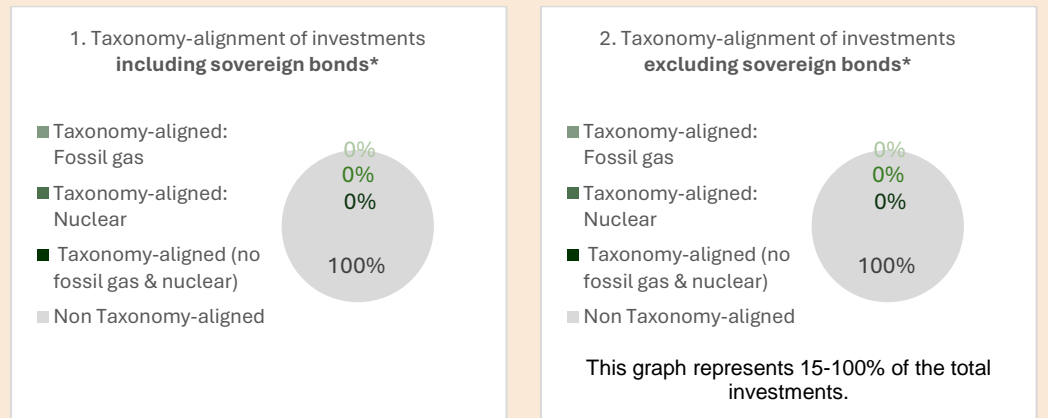 1. Taxonomy-alignment of investments
including sovereign bonds*
Taxonomy-aligned:
Fossil gas
Taxonomy-aligned:
Nuclear
Taxonomy-aligned (no
fossil gas & nuclear)
Non Taxonomy-aligned
0%
0%
0%
100%
2. Taxonomy-alignment of investments
excluding sovereign bonds*
Taxonomy-aligned:
Fossil gas
Taxonomy-aligned:
Nuclear
Taxonomy-aligned (no
fossil gas & nuclear)
Non Taxonomy-aligned
0%
0%
0%
100%
This graph represents 15-100% of the total
investments.